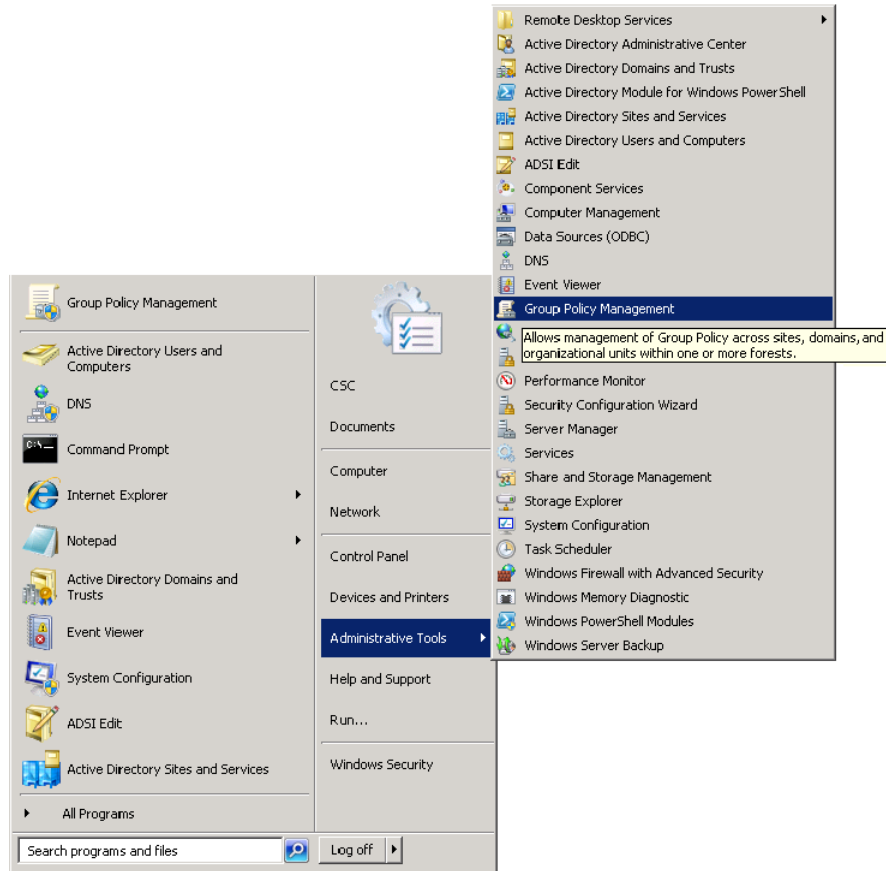 Remote Desktop Services
Active Directory Administrative Center
Active Directory Domains and Trusts
Active Directory Module for Windows PowerShell
Active Directory Sites and Services
Active Directory Users and Computers
ADSI Edit
Component Services
Computer Management
Data Sources (ODBC)
DNS
Event Viewer
Group Policy Management
Allows management of Group Policy across sites, domains, and
organizational units within one or more forests.
Performance Monitor
Security Configuration Wizard
Server Manager
Services
Share and Storage Management
Storage Explorer
System Configuration
Task Scheduler
Windows Firewall with Advanced Security
Windows Memory Diagnostic
Windows PowerShell Modules
Windows Server Backup
Group Policy Management
Active Directory Users and
Computers
DNS
Command Prompt
Internet Explorer
Notepad
Active Directory Domains and
Trusts
Event Viewer
System Configuration
ADSI Edit
Active Directory Sites and Services
All Programs
Search programs and files
CSC
Documents
Computer
Network
Control Panel
Devices and Printers
Administrative Tools
Help and Support
Run...
Windows Security
Log off